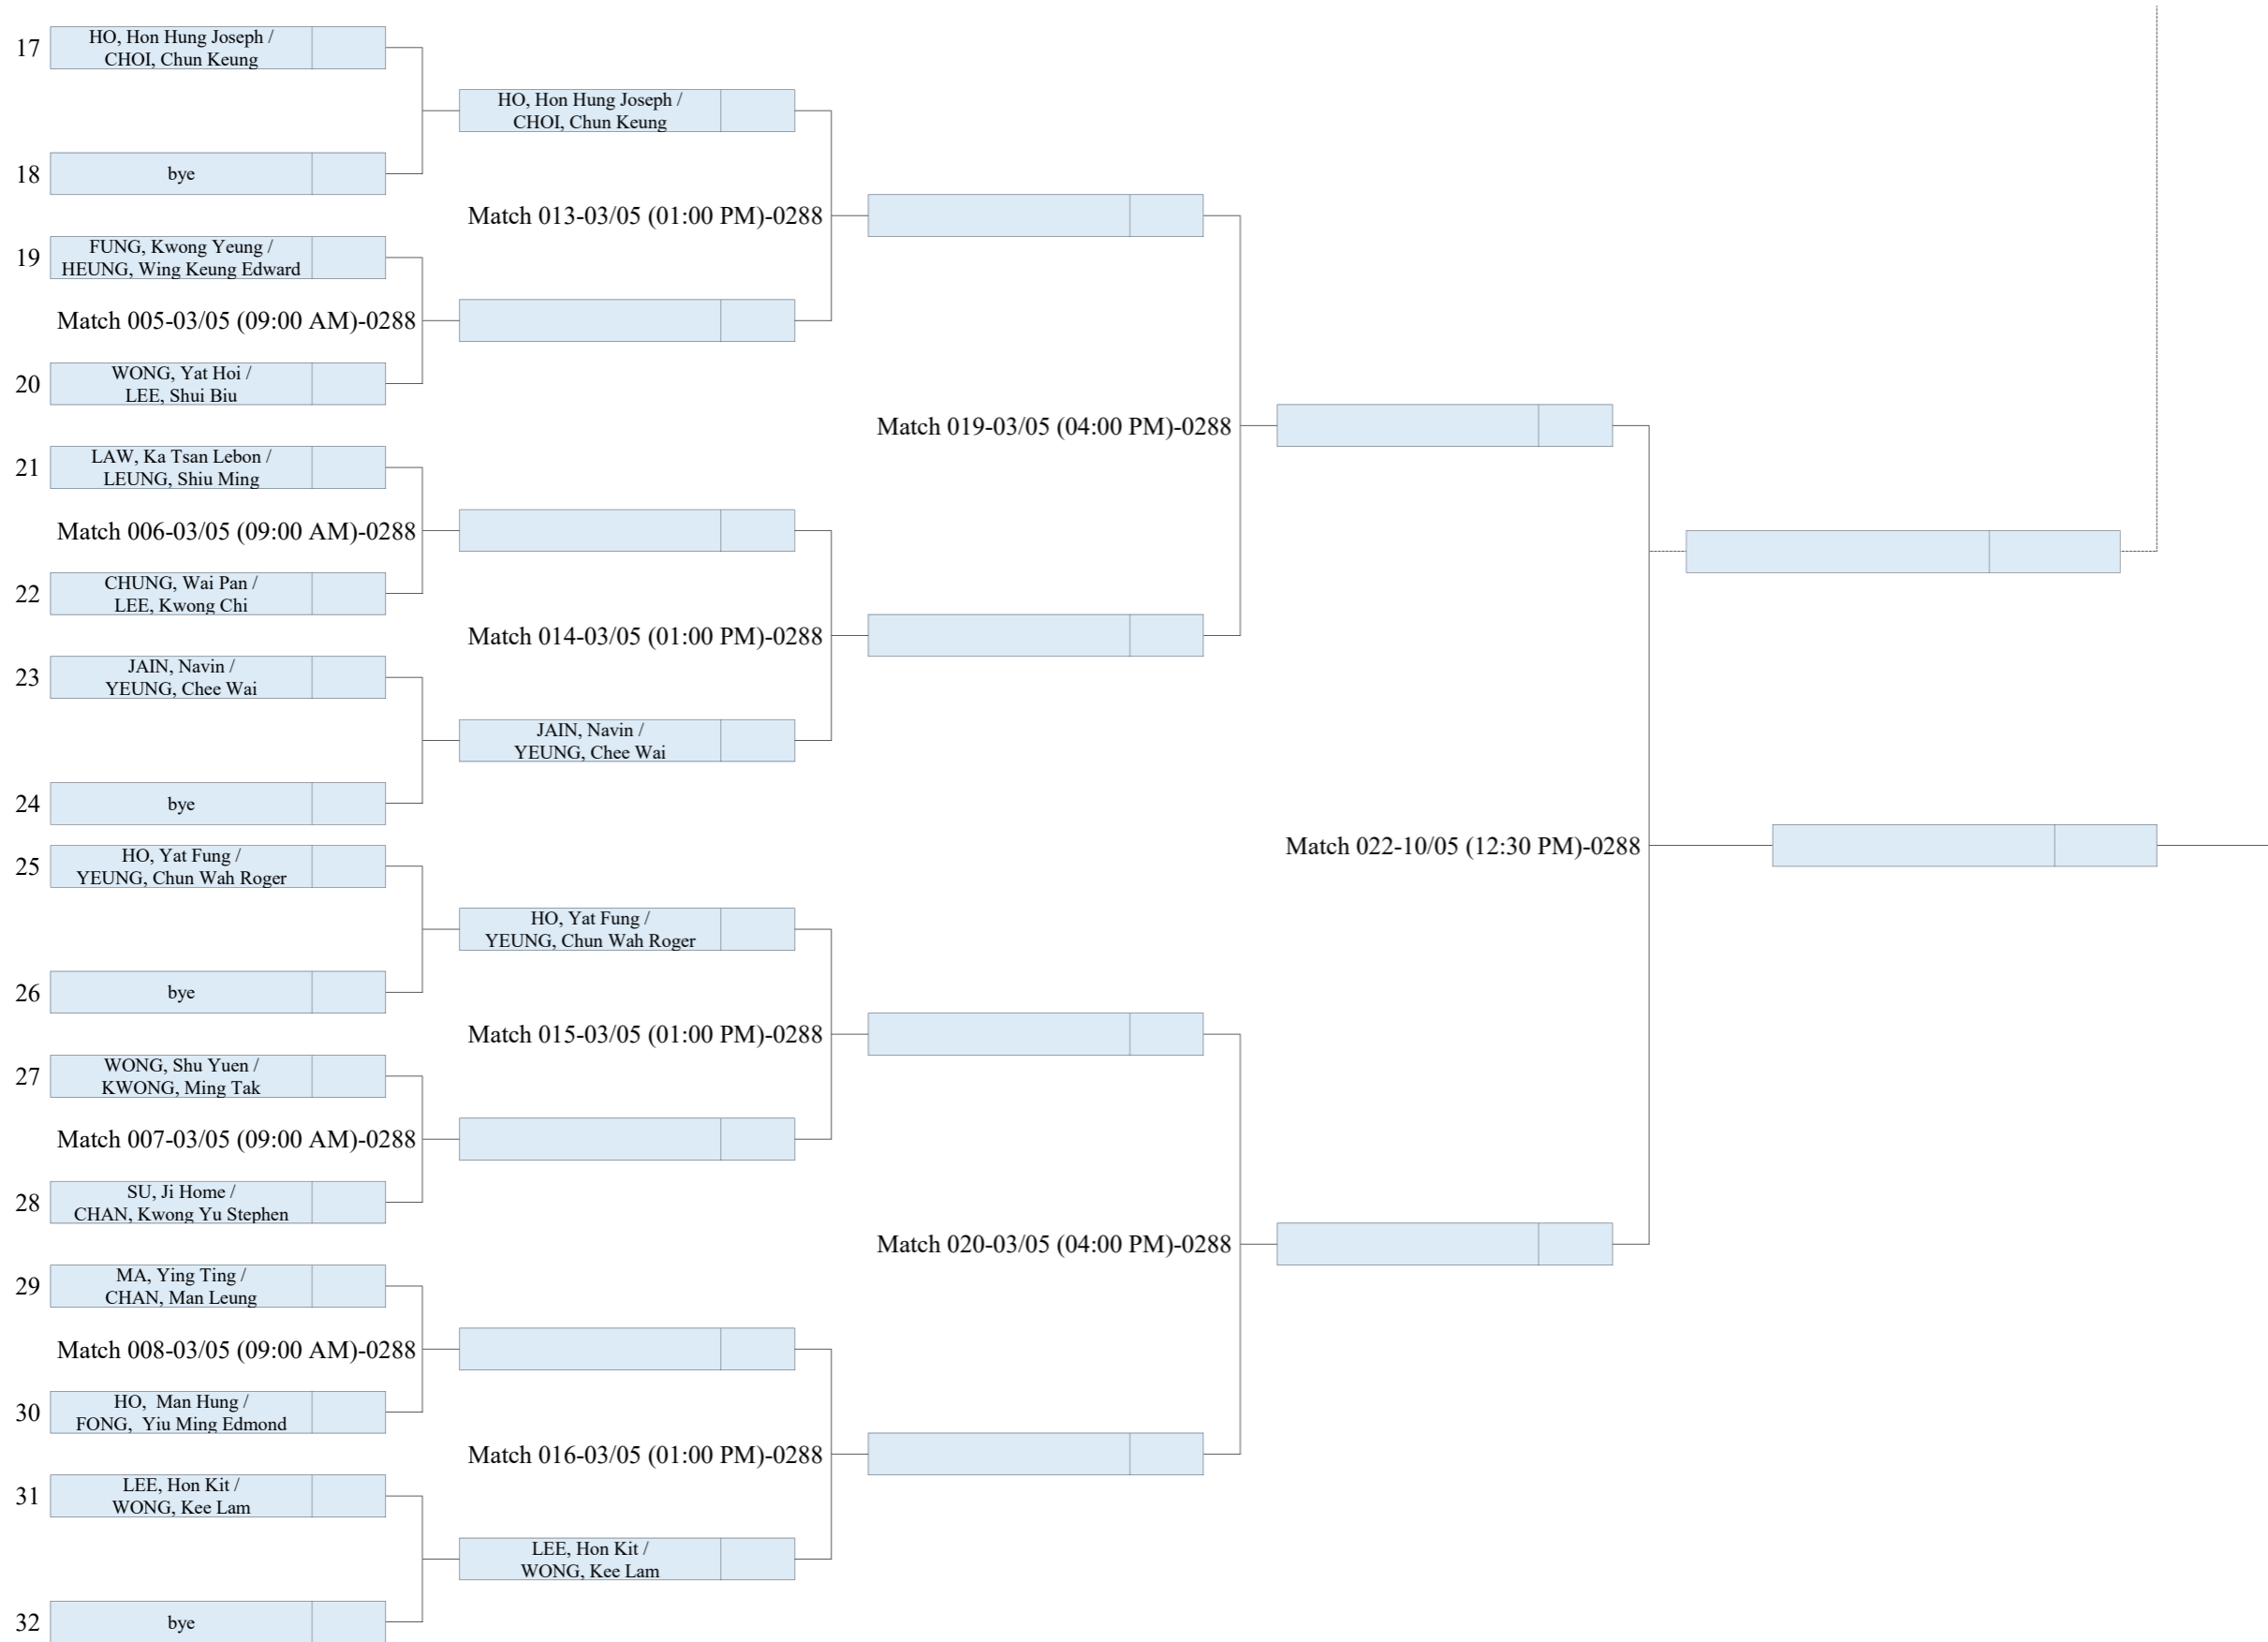 17
HO, Hon Hung Joseph /
CHOI, Chun Keung
HO, Hon Hung Joseph /
CHOI, Chun Keung
18
bye
Match 013-03/05 (01:00 PM)-0288
19
FUNG, Kwong Yeung /
HEUNG, Wing Keung Edward
Match 005-03/05 (09:00 AM)-0288
20
WONG, Yat Hoi /
LEE, Shui Biu
Match 019-03/05 (04:00 PM)-0288
21
LAW, Ka Tsan Lebon /
LEUNG, Shiu Ming
Match 006-03/05 (09:00 AM)-0288
22
CHUNG, Wai Pan /
LEE, Kwong Chi
Match 014-03/05 (01:00 PM)-0288
23
JAIN, Navin /
YEUNG, Chee Wai
JAIN, Navin /
YEUNG, Chee Wai
24
bye
Match 022-10/05 (12:30 PM)-0288
25
HO, Yat Fung /
YEUNG, Chun Wah Roger
HO, Yat Fung /
YEUNG, Chun Wah Roger
26
bye
Match 015-03/05 (01:00 PM)-0288
27
WONG, Shu Yuen /
KWONG, Ming Tak
Match 007-03/05 (09:00 AM)-0288
28
SU, Ji Home /
CHAN, Kwong Yu Stephen
Match 020-03/05 (04:00 PM)-0288
29
MA, Ying Ting /
CHAN, Man Leung
Match 008-03/05 (09:00 AM)-0288
30
HO,  Man Hung /
FONG,  Yiu Ming Edmond
Match 016-03/05 (01:00 PM)-0288
31
LEE, Hon Kit /
WONG, Kee Lam
LEE, Hon Kit /
WONG, Kee Lam
32
bye